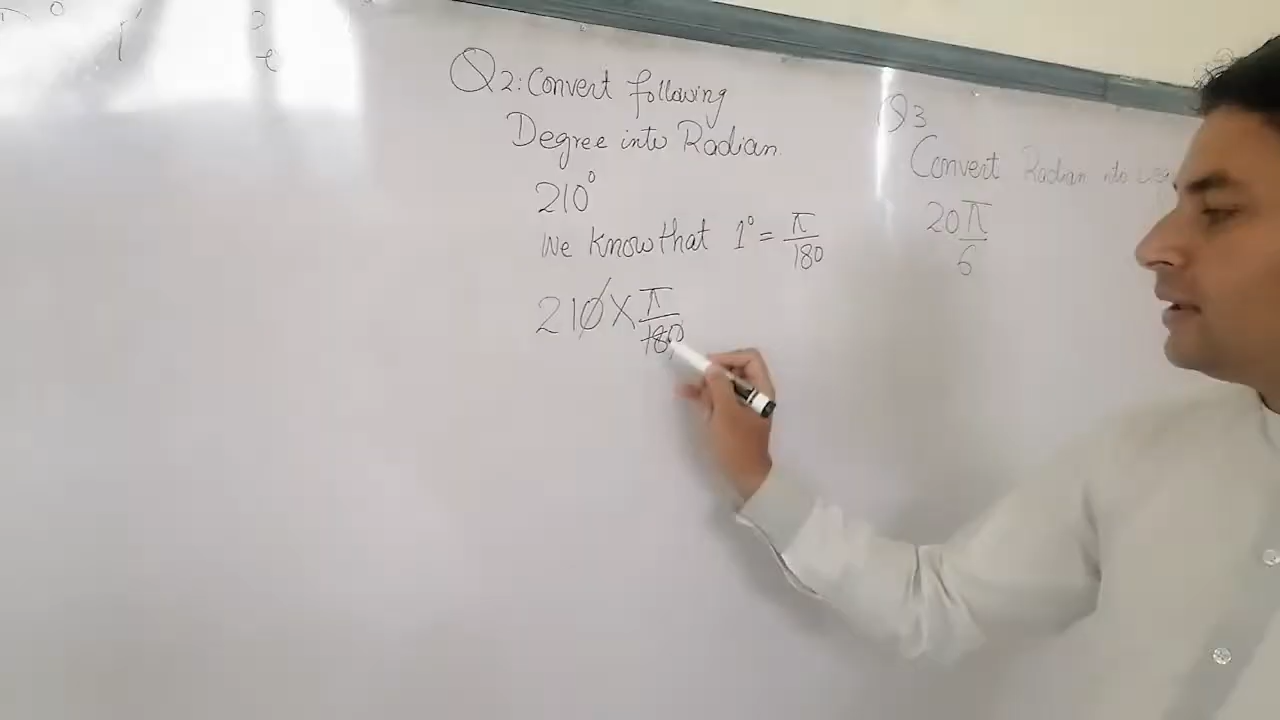 Q2: Convert following
Degree into Radian.
210°
We know that 1° = π/180
210 X π/180
Q3
Convert Radian into
20π/6